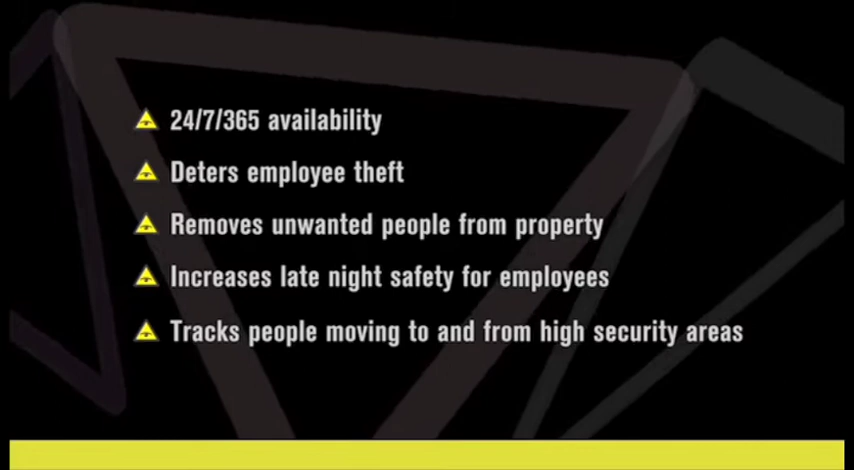 24/7/365 availability
Deters employee theft
Removes unwanted people from property
Increases late night safety for employees
Tracks people moving to and from high security areas